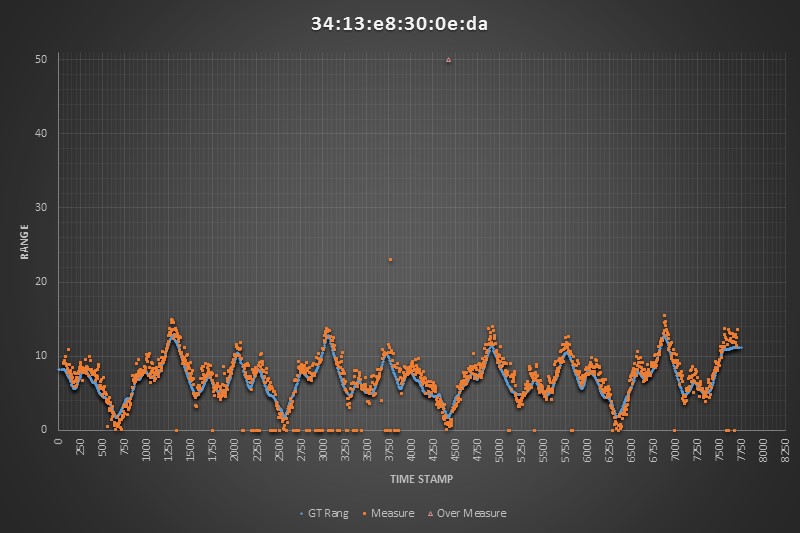 34:13:e8:30:0e:da
50
40
30
20
10
0
RANGE
0 250 500 750 1000 1250 1500 1750 2000 2250 2500 2750 3000 3250 3500 3750 4000 4250 4500 4750 5000 5250 5500 5750 6000 6250 6500 6750 7000 7250 7500 7750 8000 8250
TIME STAMP
GT Rang Measure Over Measure